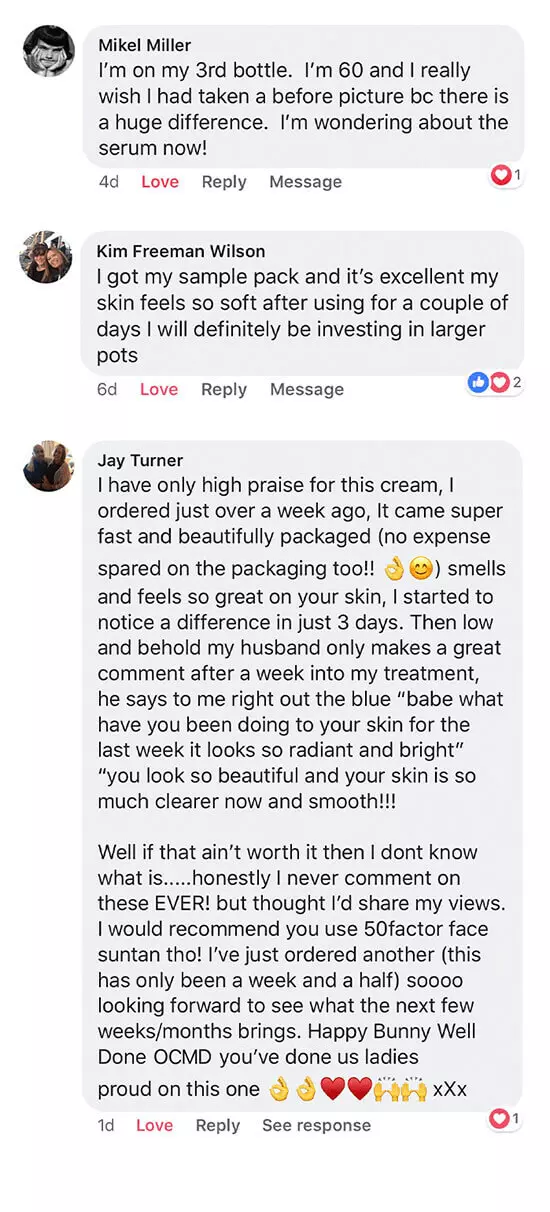 Mikel Miller
I'm on my 3rd bottle.  I'm 60 and I really
wish I had taken a before picture bc there is
a huge difference.  I'm wondering about the
serum now!
4d Love Reply Message 1
Kim Freeman Wilson
I got my sample pack and it's excellent my
skin feels so soft after using for a couple of
days I will definitely be investing in larger
pots
6d Love Reply Message 2
Jay Turner
I have only high praise for this cream, I
ordered just over a week ago, It came super
fast and beautifully packaged (no expense
spared on the packaging too!! 👌😊) smells
and feels so great on your skin, I started to
notice a difference in just 3 days. Then low
and behold my husband only makes a great
comment after a week into my treatment,
he says to me right out the blue “babe what
have you been doing to your skin for the
last week it looks so radiant and bright”
“you look so beautiful and your skin is so
much clearer now and smooth!!!
Well if that ain't worth it then I dont know
what is.....honestly I never comment on
these EVER! but thought I'd share my views.
I would recommend you use 50factor face
suntan tho! I've just ordered another (this
has only been a week and a half) soooo
looking forward to see what the next few
weeks/months brings. Happy Bunny Well
Done OCMD you've done us ladies
proud on this one 👌👌♥️♥️🙌🙌 xXx
1d Love Reply See response 1